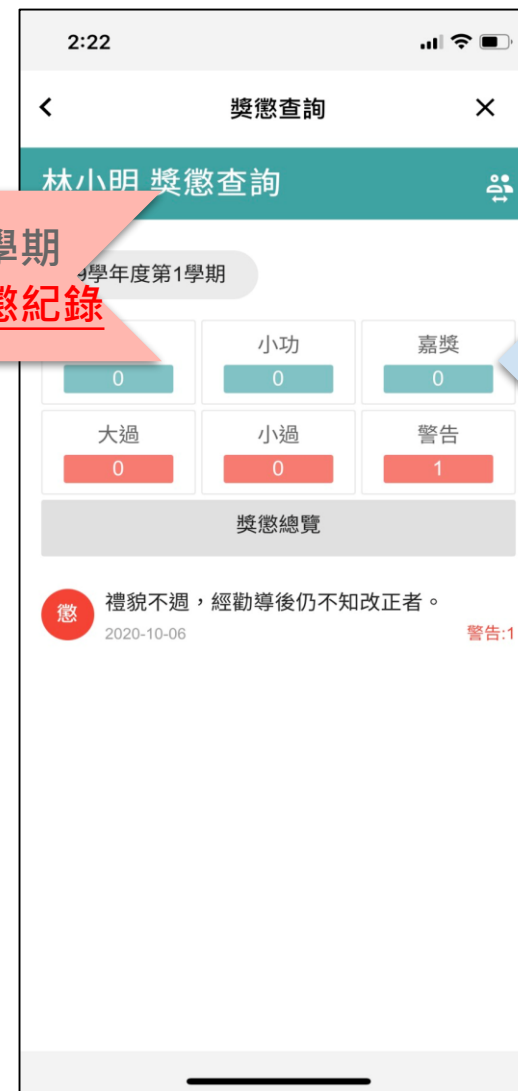 2:22
獎懲查詢
林小明 獎懲查詢
學期
懲紀錄
9學年度第1學期
小功
嘉獎
0
0
0
大過
小過
警告
0
0
1
獎懲總覽
懲
禮貌不週，經勸導後仍不知改正者。
2020-10-06
警告:1